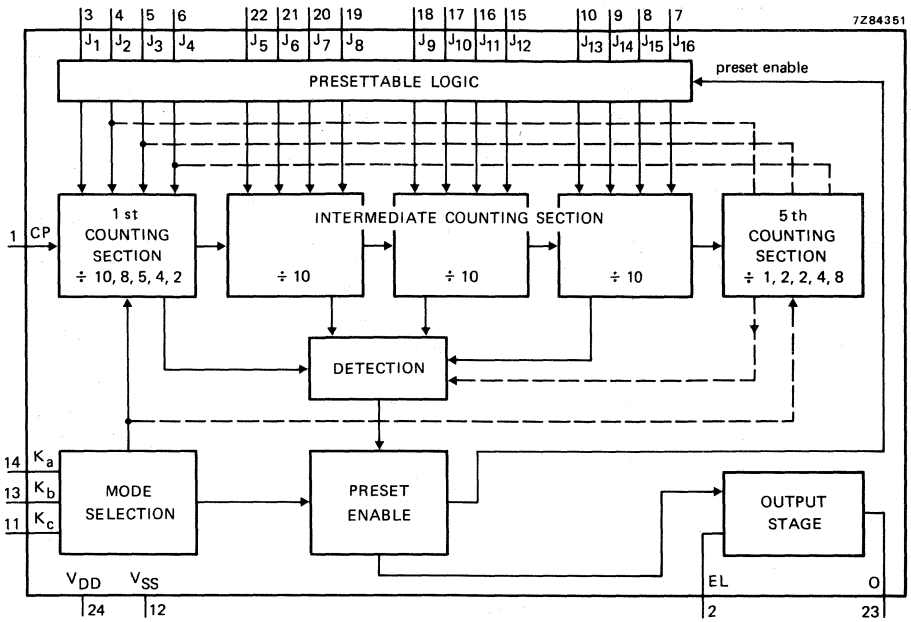 3 4 5 6 22 21 20 19 18 17 16 15 10 9 8 7 7Z84351
J1 J2 J3 J4 J5 J6 J7 J8 J9 J10 J11 J12 J13 J14 J15 J16
PRESETTABLE LOGIC
preset enable
1 CP
1st
COUNTING
SECTION
÷ 10, 8, 5, 4, 2
INTERMEDIATE COUNTING SECTION
÷ 10 ÷ 10 ÷ 10
5th
COUNTING
SECTION
÷ 1, 2, 2, 4, 8
DETECTION
14 Ka
13 Kb
11 Kc
MODE
SELECTION
PRESET
ENABLE
OUTPUT
STAGE
VDD VSS EL O
24 12 2 23